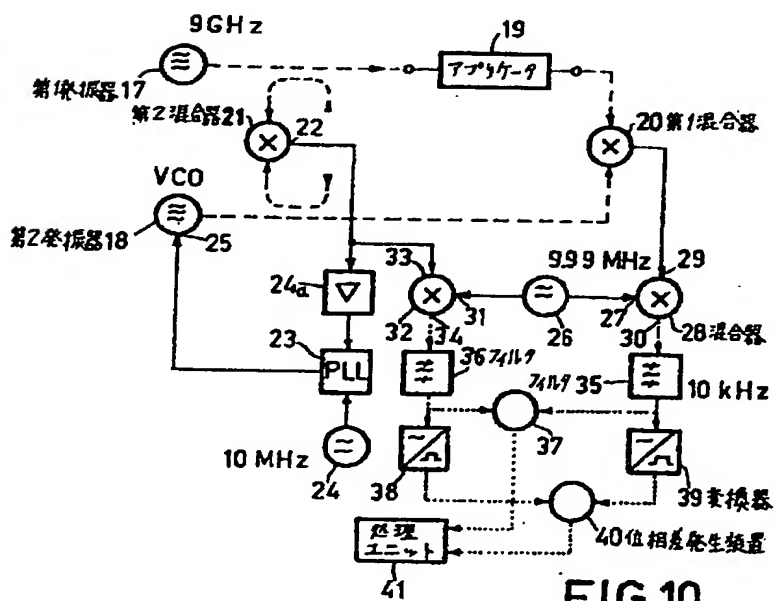 9GHz
19
アプリケータ
第1発振器17
第2混合器21
22
20第1混合器
VCO
第2発振器18
25
9.99 MHz
29
33
24a
31
27
28混合器
32
34
26
30
23
PLL
36フィルタ
フィルタ35
10 kHz
37
10 MHz
24
38
39変換器
40位相差発生装置
処理
ユニット
41
FIG.10